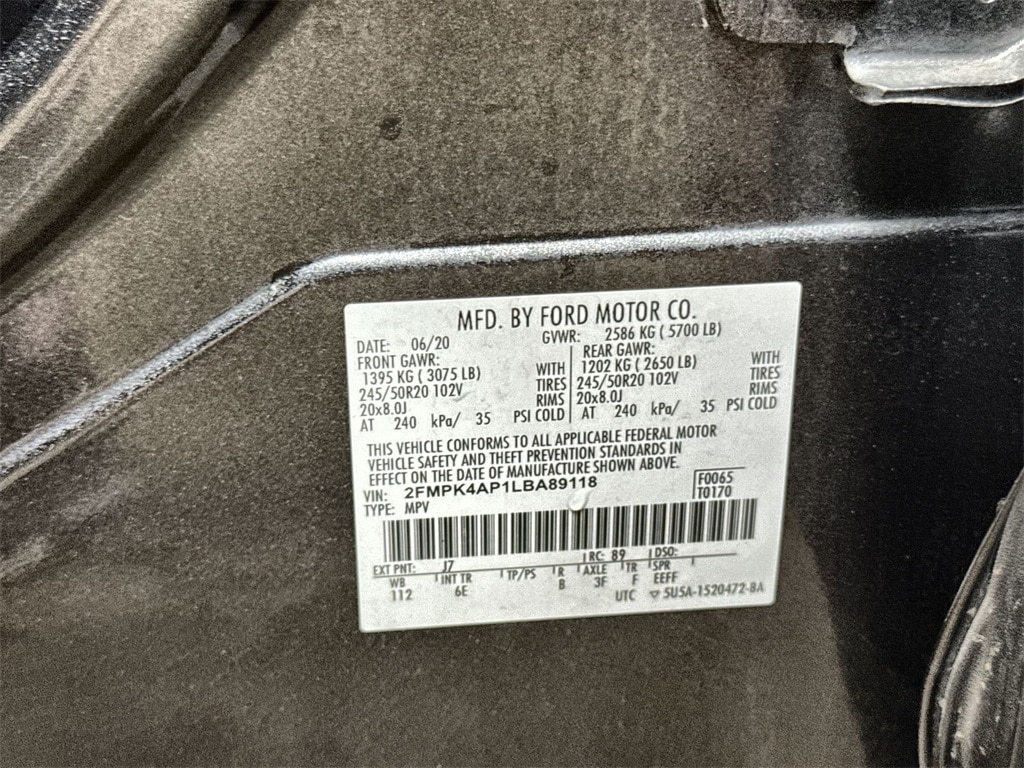 MFD. BY FORD MOTOR CO.
DATE: 06/20 GVWR: 2586 KG ( 5700 LB)
FRONT GAWR: REAR GAWR:
1395 KG ( 3075 LB) WITH 1202 KG ( 2650 LB) WITH
245/50R20 102V TIRES 245/50R20 102V TIRES
20x8.0J RIMS 20x8.0J RIMS
AT 240 kPa/ 35 PSI COLD AT 240 kPa/ 35 PSI COLD
THIS VEHICLE CONFORMS TO ALL APPLICABLE FEDERAL MOTOR
VEHICLE SAFETY AND THEFT PREVENTION STANDARDS IN
EFFECT ON THE DATE OF MANUFACTURE SHOWN ABOVE.
VIN: 2FMPK4AP1LBA89118 F0065
TYPE: MPV T0170
EXT PNT: J7 RC: 89 DSO:
WB INT TR TP/PS R AXLE TR SPR
112 6E B 3F F EEFF
UTC ▽ 5U5A-1520472-BA